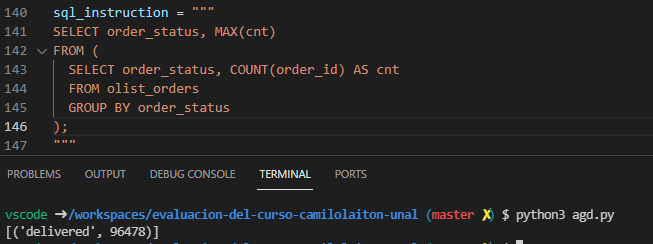 140 sql_instruction = """
141 SELECT order_status, MAX(cnt)
142 FROM (
143 SELECT order_status, COUNT(order_id) AS cnt
144 FROM olist_orders
145 GROUP BY order_status
146 );
147 """
PROBLEMS OUTPUT DEBUG CONSOLE TERMINAL PORTS
vscode ➜ /workspaces/evaluacion-del-curso-camilolaiton-unal (master ✗) $ python3 agd.py
[('delivered', 96478)]